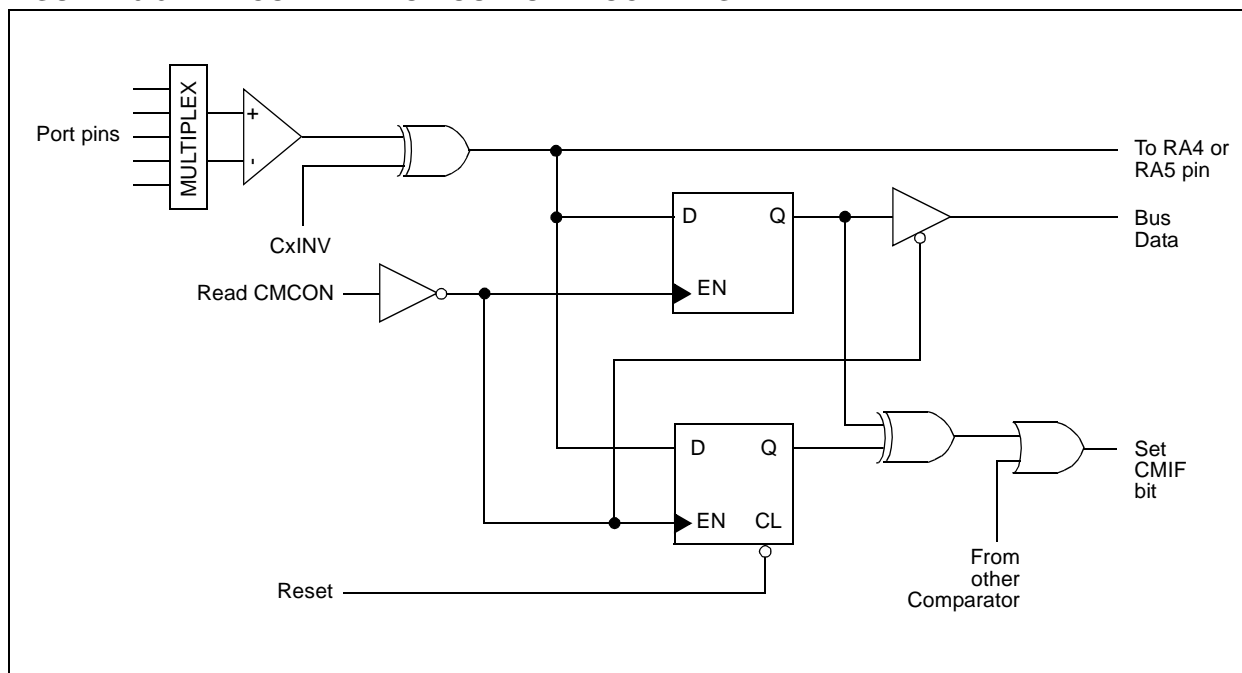 MULTIPLEX
+
-
Port pins
To RA4 or
RA5 pin
D
Q
Bus
Data
CxINV
Read CMCON
EN
D
Q
Set
CMIF
bit
EN
CL
From
other
Comparator
Reset